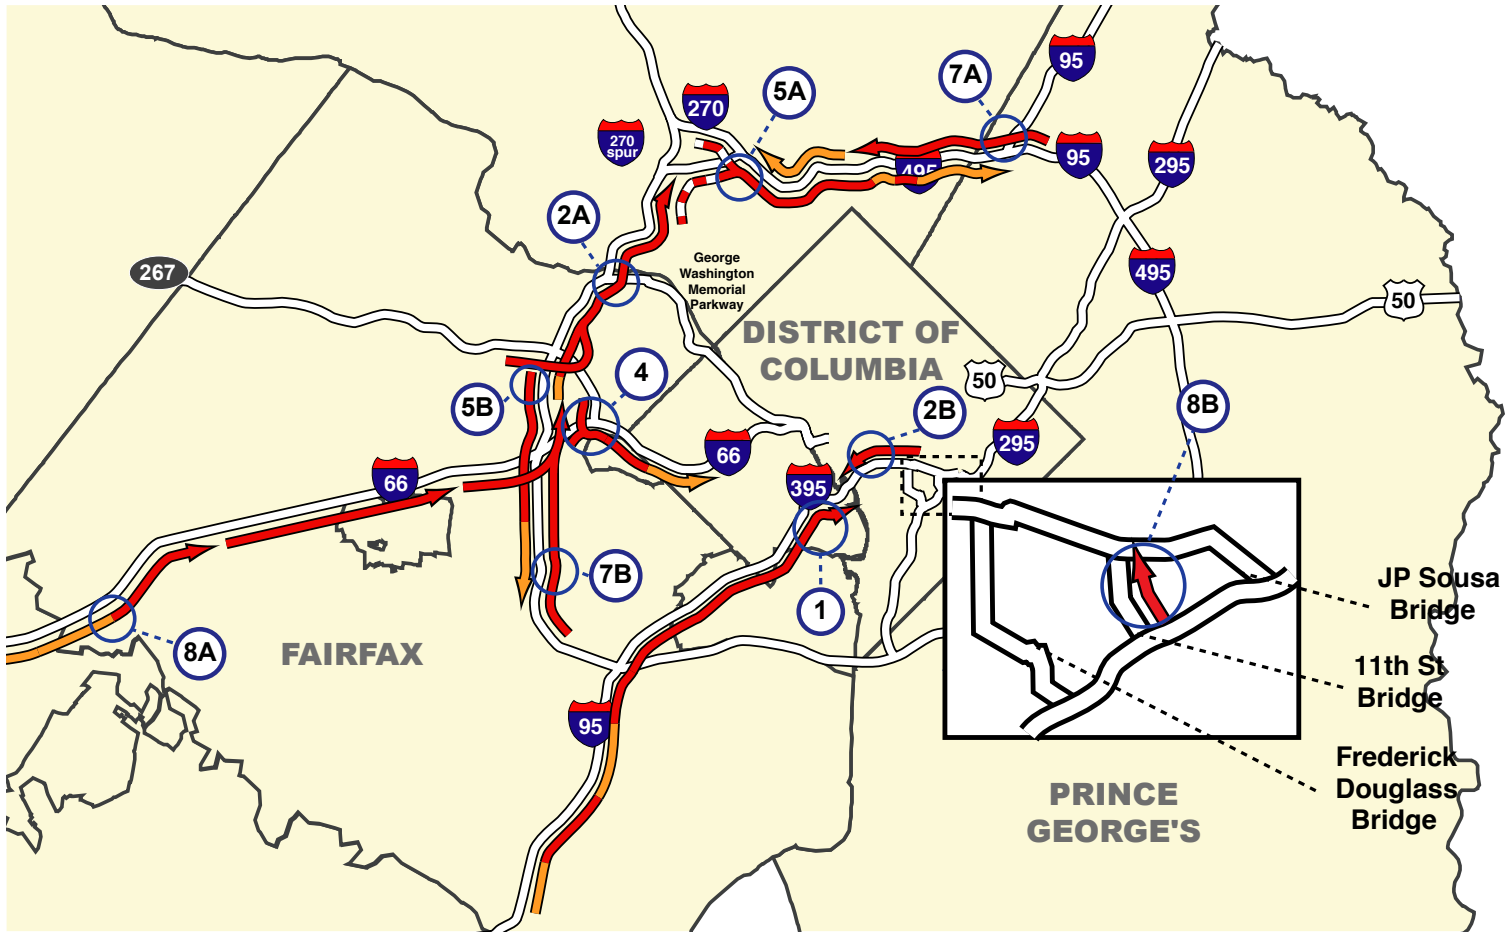 95
7A
5A
270
270
spur
495
95
295
2A
George
Washington
Memorial
Parkway
267
495
50
DISTRICT OF
COLUMBIA
4
50
5B
2B
8B
295
66
66
395
7B
1
JP Sousa
Bridge
8A
FAIRFAX
11th St
Bridge
95
Frederick
Douglass
Bridge
PRINCE
GEORGE'S